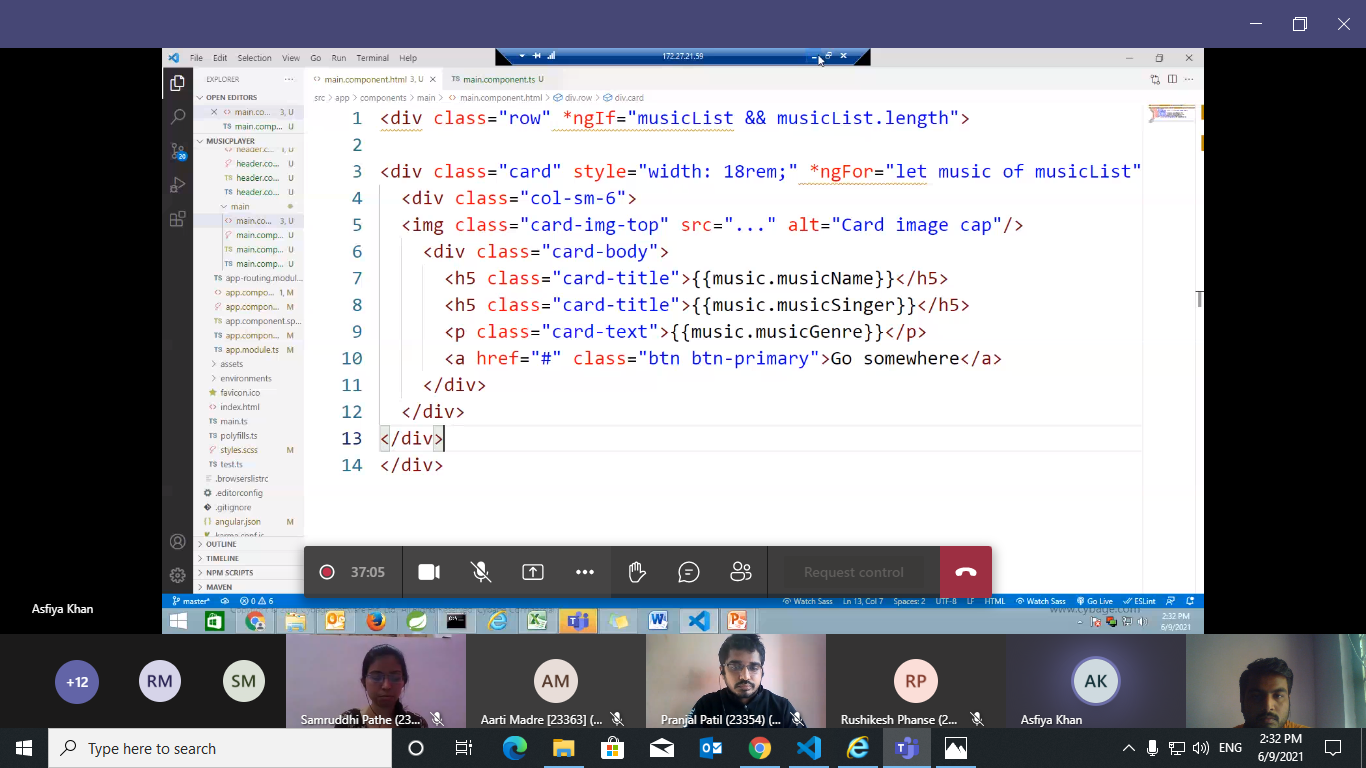 File Edit Selection View Go Run Terminal Help
172.27.21.59
EXPLORER
main.component.html 3, U
TS main.component.ts U
OPEN EDITORS
main.co... 3, U
TS main.comp... U
src > app > components > main > main.component.html > div.row > div.card
MUSICPLAYER
header.c... 1, U
header.co... U
header.co... U
header.co... U
main
main.co... 3, U
main.comp... U
main.comp... U
TS main.comp... U
TS app-routing.modul...
app.compo... 1, M
app.compon... M
TS app.component.sp...
TS app.compon... M
TS app.module.ts M
assets
environments
favicon.ico
index.html
TS main.ts
TS polyfills.ts
styles.scss M
TS test.ts
.browserslistrc
.editorconfig
.gitignore
angular.json M
karma.conf.js
OUTLINE
TIMELINE
NPM SCRIPTS
MAVEN
1 <div class="row" *ngIf="musicList && musicList.length">
2
3 <div class="card" style="width: 18rem;" *ngFor="let music of musicList"
4 <div class="col-sm-6">
5 <img class="card-img-top" src="..." alt="Card image cap"/>
6 <div class="card-body">
7 <h5 class="card-title">{{music.musicName}}</h5>
8 <h5 class="card-title">{{music.musicSinger}}</h5>
9 <p class="card-text">{{music.musicGenre}}</p>
10 <a href="#" class="btn btn-primary">Go somewhere</a>
11 </div>
12 </div>
13 </div>
14 </div>
37:05
Request control
master* 0 6
Watch Sass Ln 13, Col 7 Spaces: 2 UTF-8 LF HTML Watch Sass Go Live ESLint
www.cybage.com
2:32 PM
6/9/2021
Asfiya Khan
+12
RM
SM
Samruddhi Pathe (23...
AM
Aarti Madre [23363] (...
Pranjal Patil (23354) (...
RP
Rushikesh Phanse (2...
AK
Asfiya Khan
Type here to search
ENG
2:32 PM
6/9/2021